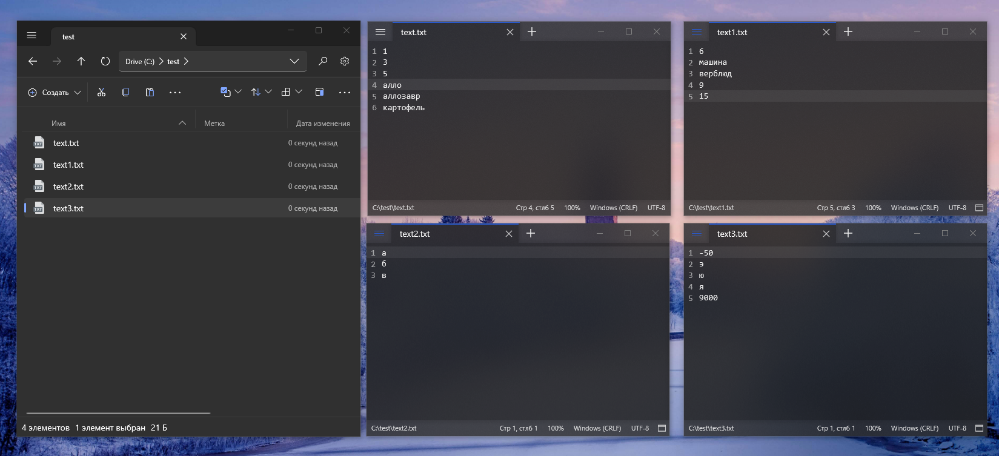 test
Drive (C:) test
Создать
Имя Метка Дата изменения
text.txt 0 секунд назад
text1.txt 0 секунд назад
text2.txt 0 секунд назад
text3.txt 0 секунд назад
4 элементов 1 элемент выбран 21 Б
text.txt
1 1
2 3
3 5
4 алло
5 аллозавр
6 картофель
C:\test\text.txt Стр 4, стлб 5 100% Windows (CRLF) UTF-8
text1.txt
1 6
2 машина
3 верблюд
4 9
5 15
C:\test\text1.txt Стр 5, стлб 3 100% Windows (CRLF) UTF-8
text2.txt
1 а
2 б
3 в
C:\test\text2.txt Стр 1, стлб 1 100% Windows (CRLF) UTF-8
text3.txt
1 -50
2 э
3 ю
4 я
5 9000
C:\test\text3.txt Стр 1, стлб 1 100% Windows (CRLF) UTF-8